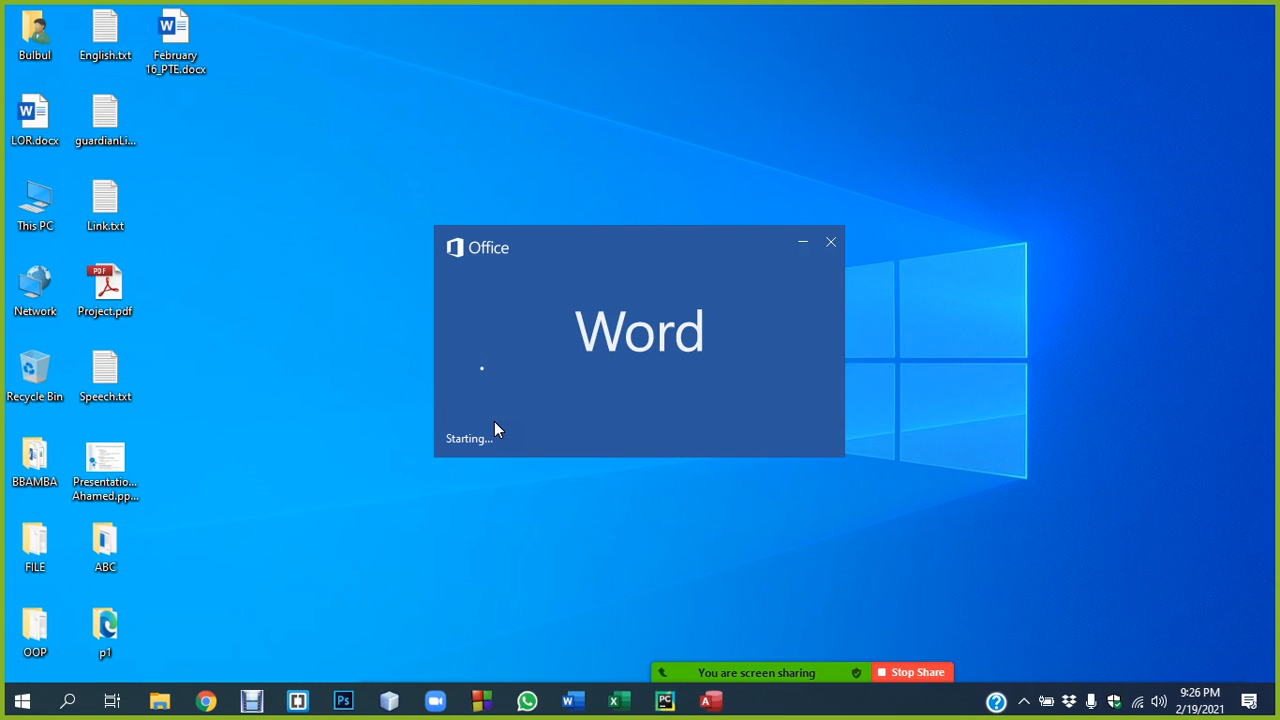 Bulbul
English.txt
February
16_PTE.docx
LOR.docx
guardianLi...
This PC
Link.txt
Network
PDF
Project.pdf
Recycle Bin
Speech.txt
BBAMBA
Presentatio...
Ahamed.pp...
FILE
ABC
OOP
p1
Office
Word
Starting...
You are screen sharing
Stop Share
9:26 PM
2/19/2021